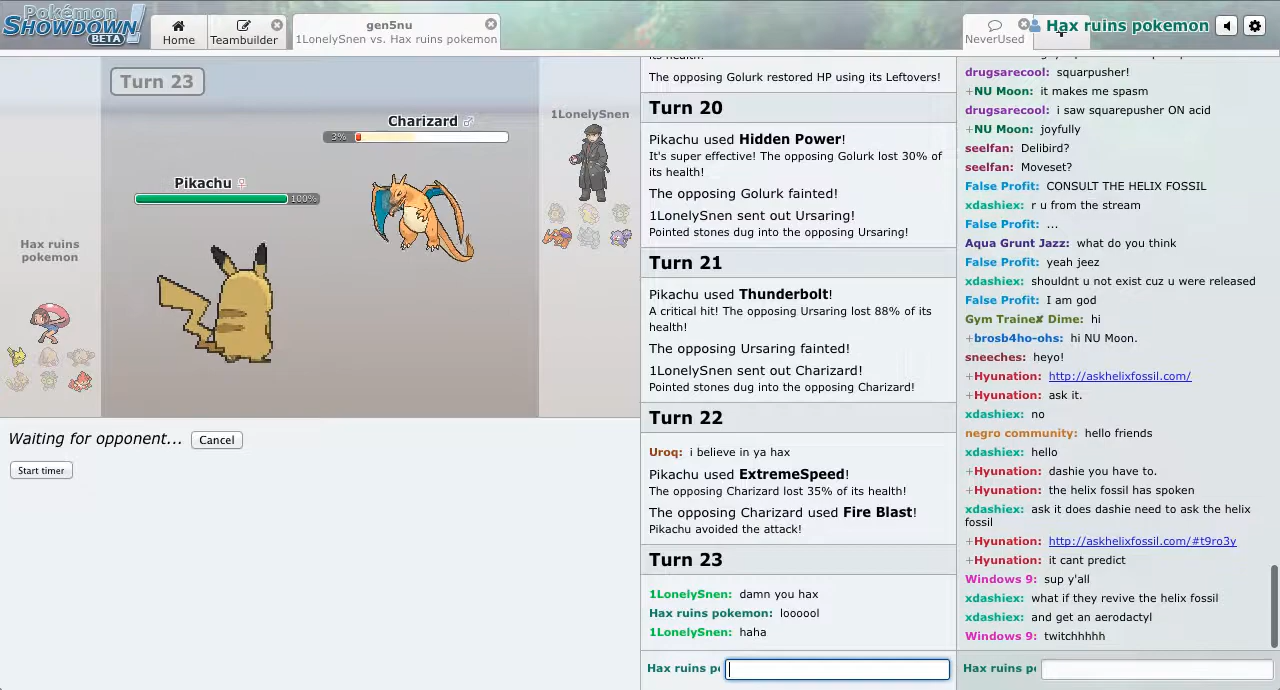 Pokémon
SHOWDOWN!
BETA
Home
Teambuilder
gen5nu
1LonelySnen vs. Hax ruins pokemon
NeverUsed
Hax ruins pokemon
Turn 23
Charizard ♂
3%
Pikachu ♀
100%
Hax ruins
pokemon
1LonelySnen
Waiting for opponent...
Cancel
Start timer
its health!
The opposing Golurk restored HP using its Leftovers!
Turn 20
Pikachu used Hidden Power!
It's super effective! The opposing Golurk lost 30% of
its health!
The opposing Golurk fainted!
1LonelySnen sent out Ursaring!
Pointed stones dug into the opposing Ursaring!
Turn 21
Pikachu used Thunderbolt!
A critical hit! The opposing Ursaring lost 88% of its
health!
The opposing Ursaring fainted!
1LonelySnen sent out Charizard!
Pointed stones dug into the opposing Charizard!
Turn 22
Uroq: i believe in ya hax
Pikachu used ExtremeSpeed!
The opposing Charizard lost 35% of its health!
The opposing Charizard used Fire Blast!
Pikachu avoided the attack!
Turn 23
1LonelySnen: damn you hax
Hax ruins pokemon: loooool
1LonelySnen: haha
Hax ruins p
drugsarecool: squarpusher!
+NU Moon: it makes me spasm
drugsarecool: i saw squarepusher ON acid
+NU Moon: joyfully
seelfan: Delibird?
seelfan: Moveset?
False Profit: CONSULT THE HELIX FOSSIL
xdashiex: r u from the stream
False Profit: ...
Aqua Grunt Jazz: what do you think
False Profit: yeah jeez
xdashiex: shouldnt u not exist cuz u were released
False Profit: I am god
Gym Traine✘ Dime: hi
+brosb4ho-ohs: hi NU Moon.
sneeches: heyo!
+Hyunation: http://askhelixfossil.com/
+Hyunation: ask it.
xdashiex: no
negro community: hello friends
xdashiex: hello
+Hyunation: dashie you have to.
+Hyunation: the helix fossil has spoken
xdashiex: ask it does dashie need to ask the helix
fossil
+Hyunation: http://askhelixfossil.com/#t9ro3y
+Hyunation: it cant predict
Windows 9: sup y'all
xdashiex: what if they revive the helix fossil
xdashiex: and get an aerodactyl
Windows 9: twitchhhhh
Hax ruins p